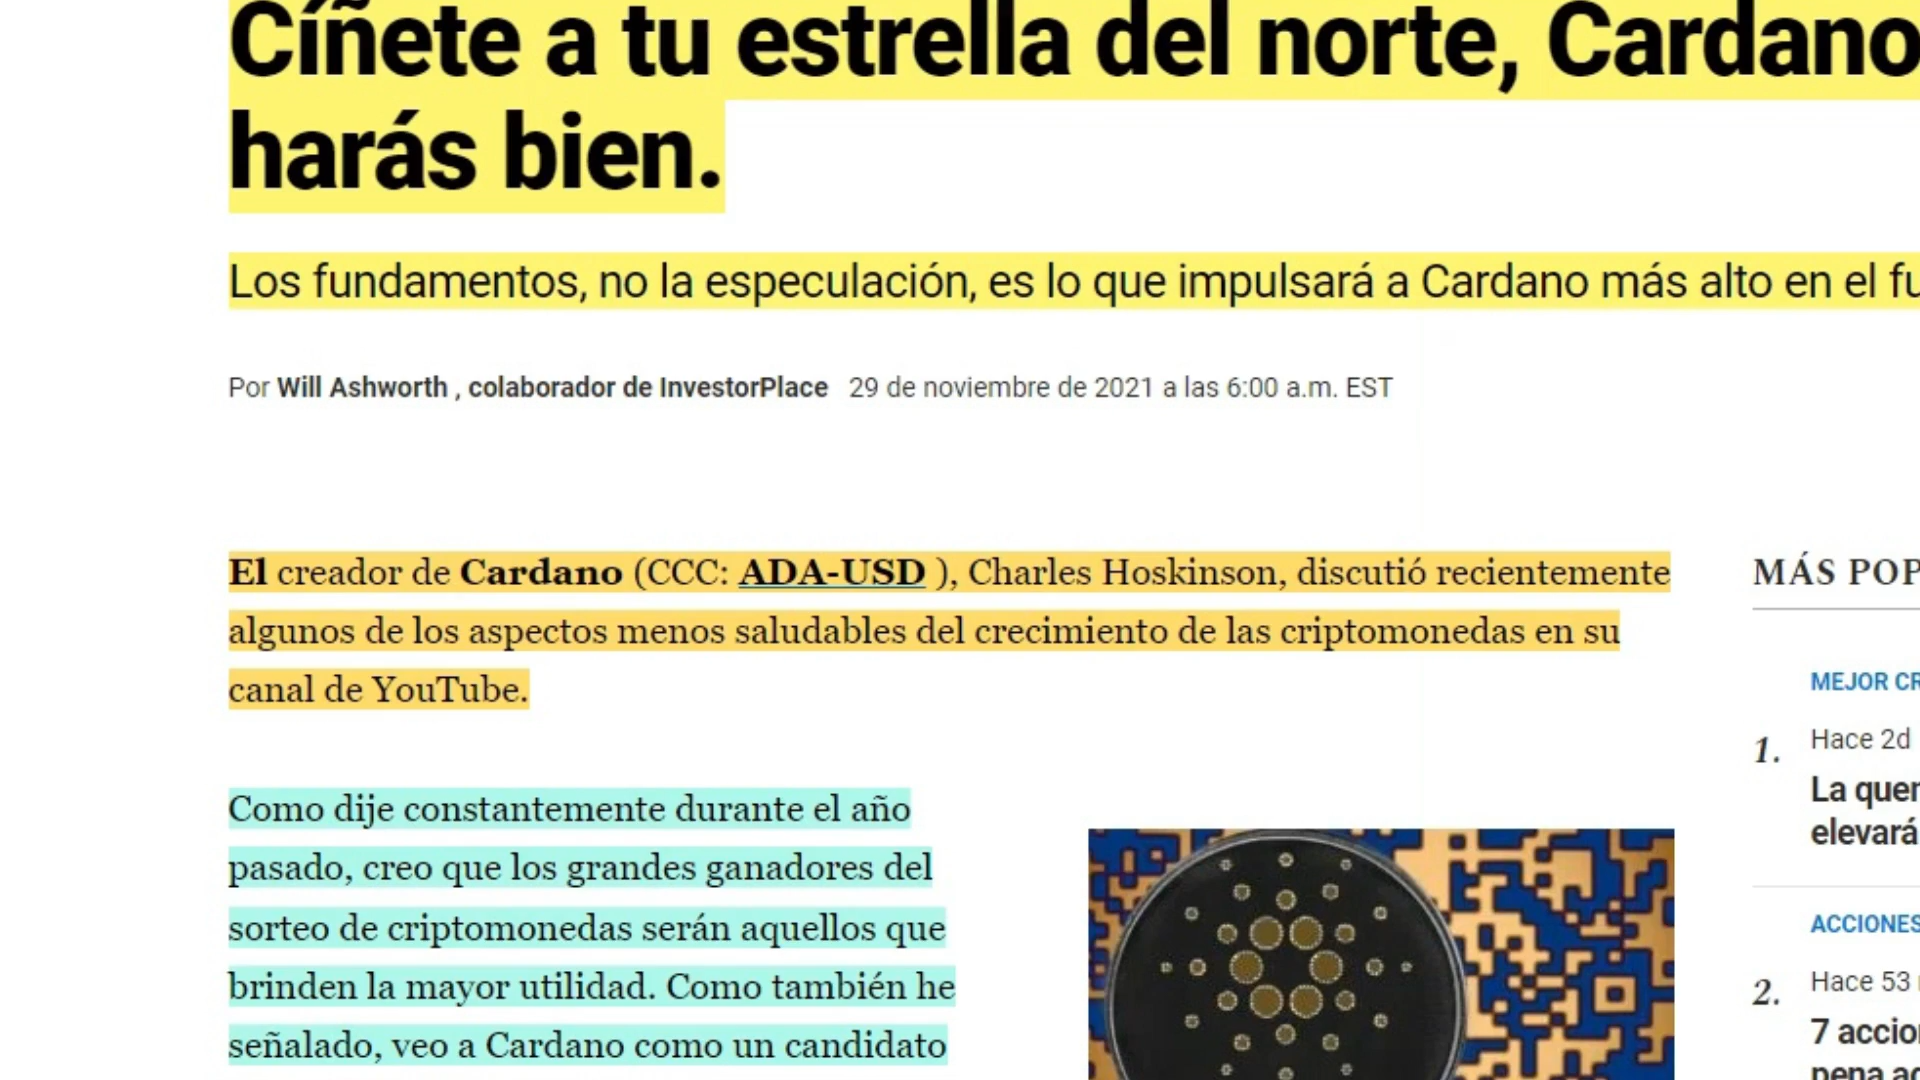 Cíñete a tu estrella del norte, Cardano
harás bien.
Los fundamentos, no la especulación, es lo que impulsará a Cardano más alto en el
Por Will Ashworth , colaborador de InvestorPlace 29 de noviembre de 2021 a las 6:00 a.m. EST
El creador de Cardano (CCC: ADA-USD ), Charles Hoskinson, discutió recientemente
algunos de los aspectos menos saludables del crecimiento de las criptomonedas en su
canal de YouTube.
Como dije constantemente durante el año
pasado, creo que los grandes ganadores del
sorteo de criptomonedas serán aquellos que
brinden la mayor utilidad. Como también he
señalado, veo a Cardano como un candidato
MÁS
MEJOR
1. Hace 2d
La
elevará
ACCIONES
2. Hace 53
7
pena